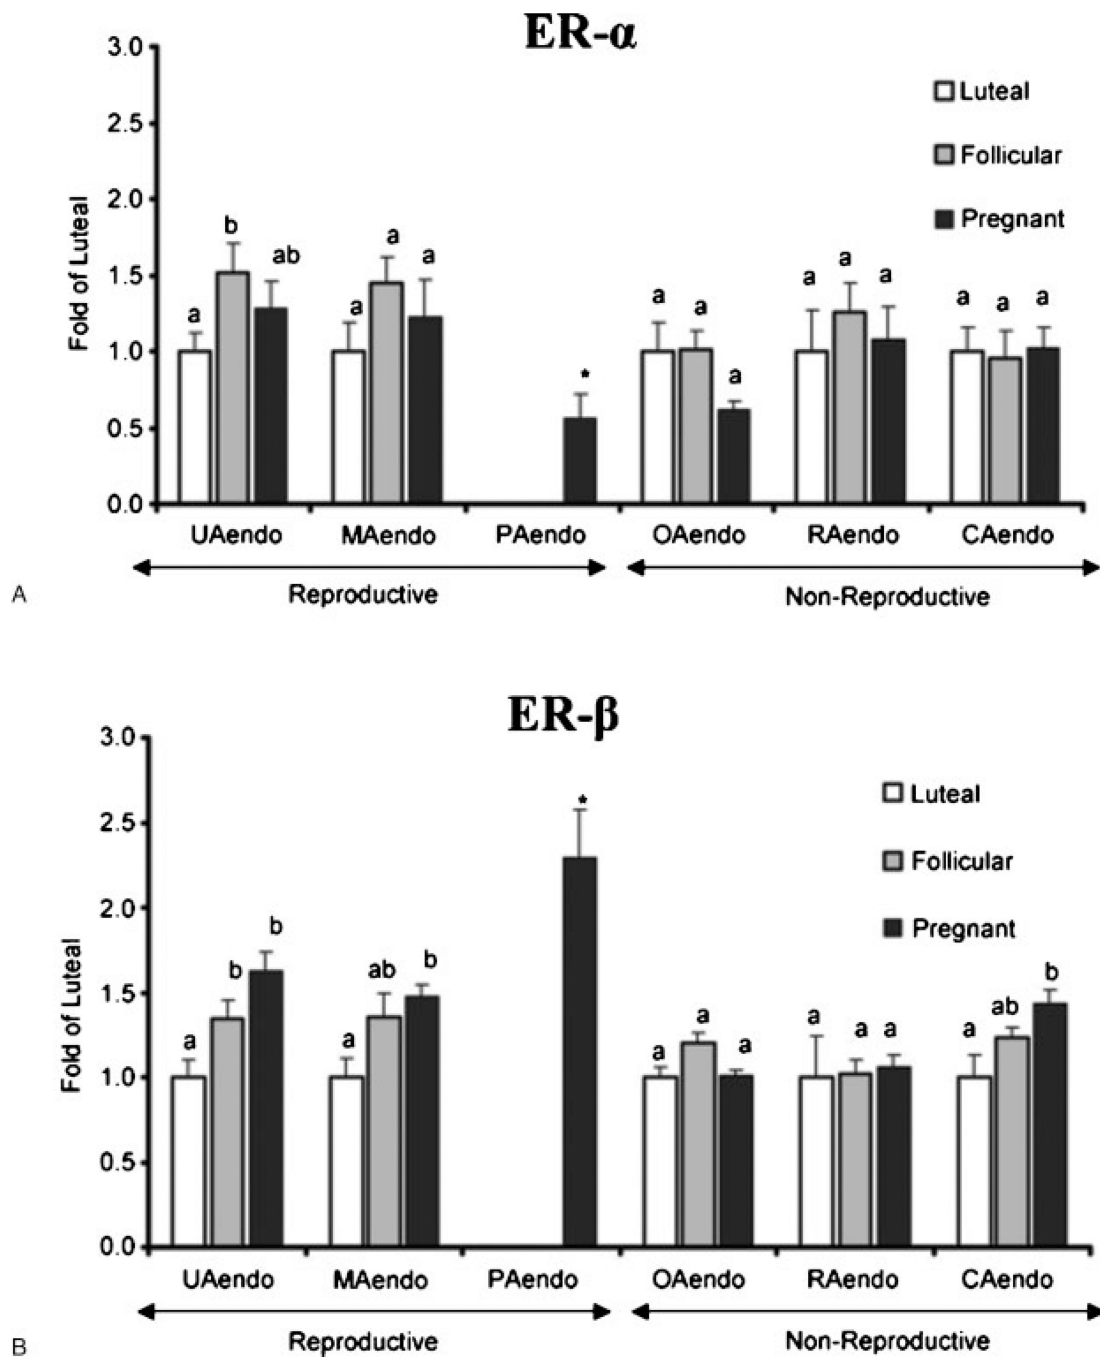 ER-α
3.0
2.5
2.0
1.5
1.0
0.5
0.0
Fold of Luteal
Luteal
Follicular
Pregnant
a b ab
a a a
*
a a a
a a a
a a a
UAendo MAendo PAendo OAendo RAendo CAendo
Reproductive Non-Reproductive
A
ER-β
3.0
2.5
2.0
1.5
1.0
0.5
0.0
Fold of Luteal
Luteal
Follicular
Pregnant
a b b
a ab b
*
a a a
a a a
a ab b
UAendo MAendo PAendo OAendo RAendo CAendo
Reproductive Non-Reproductive
B